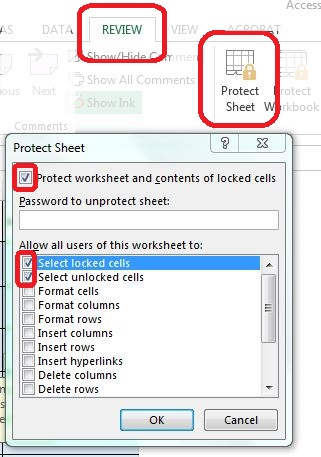 Access
AS DATA REVIEW VIEW ACROBAT
Show/Hide Comm
ous Next Show All Comments Protect Protect
Show Ink Sheet Workbook
Comments
Protect Sheet
Protect worksheet and contents of locked cells
Password to unprotect sheet:
Allow all users of this worksheet to:
Select locked cells
Select unlocked cells
Format cells
Format columns
Format rows
Insert columns
Insert rows
Insert hyperlinks
Delete columns
Delete rows
OK Cancel